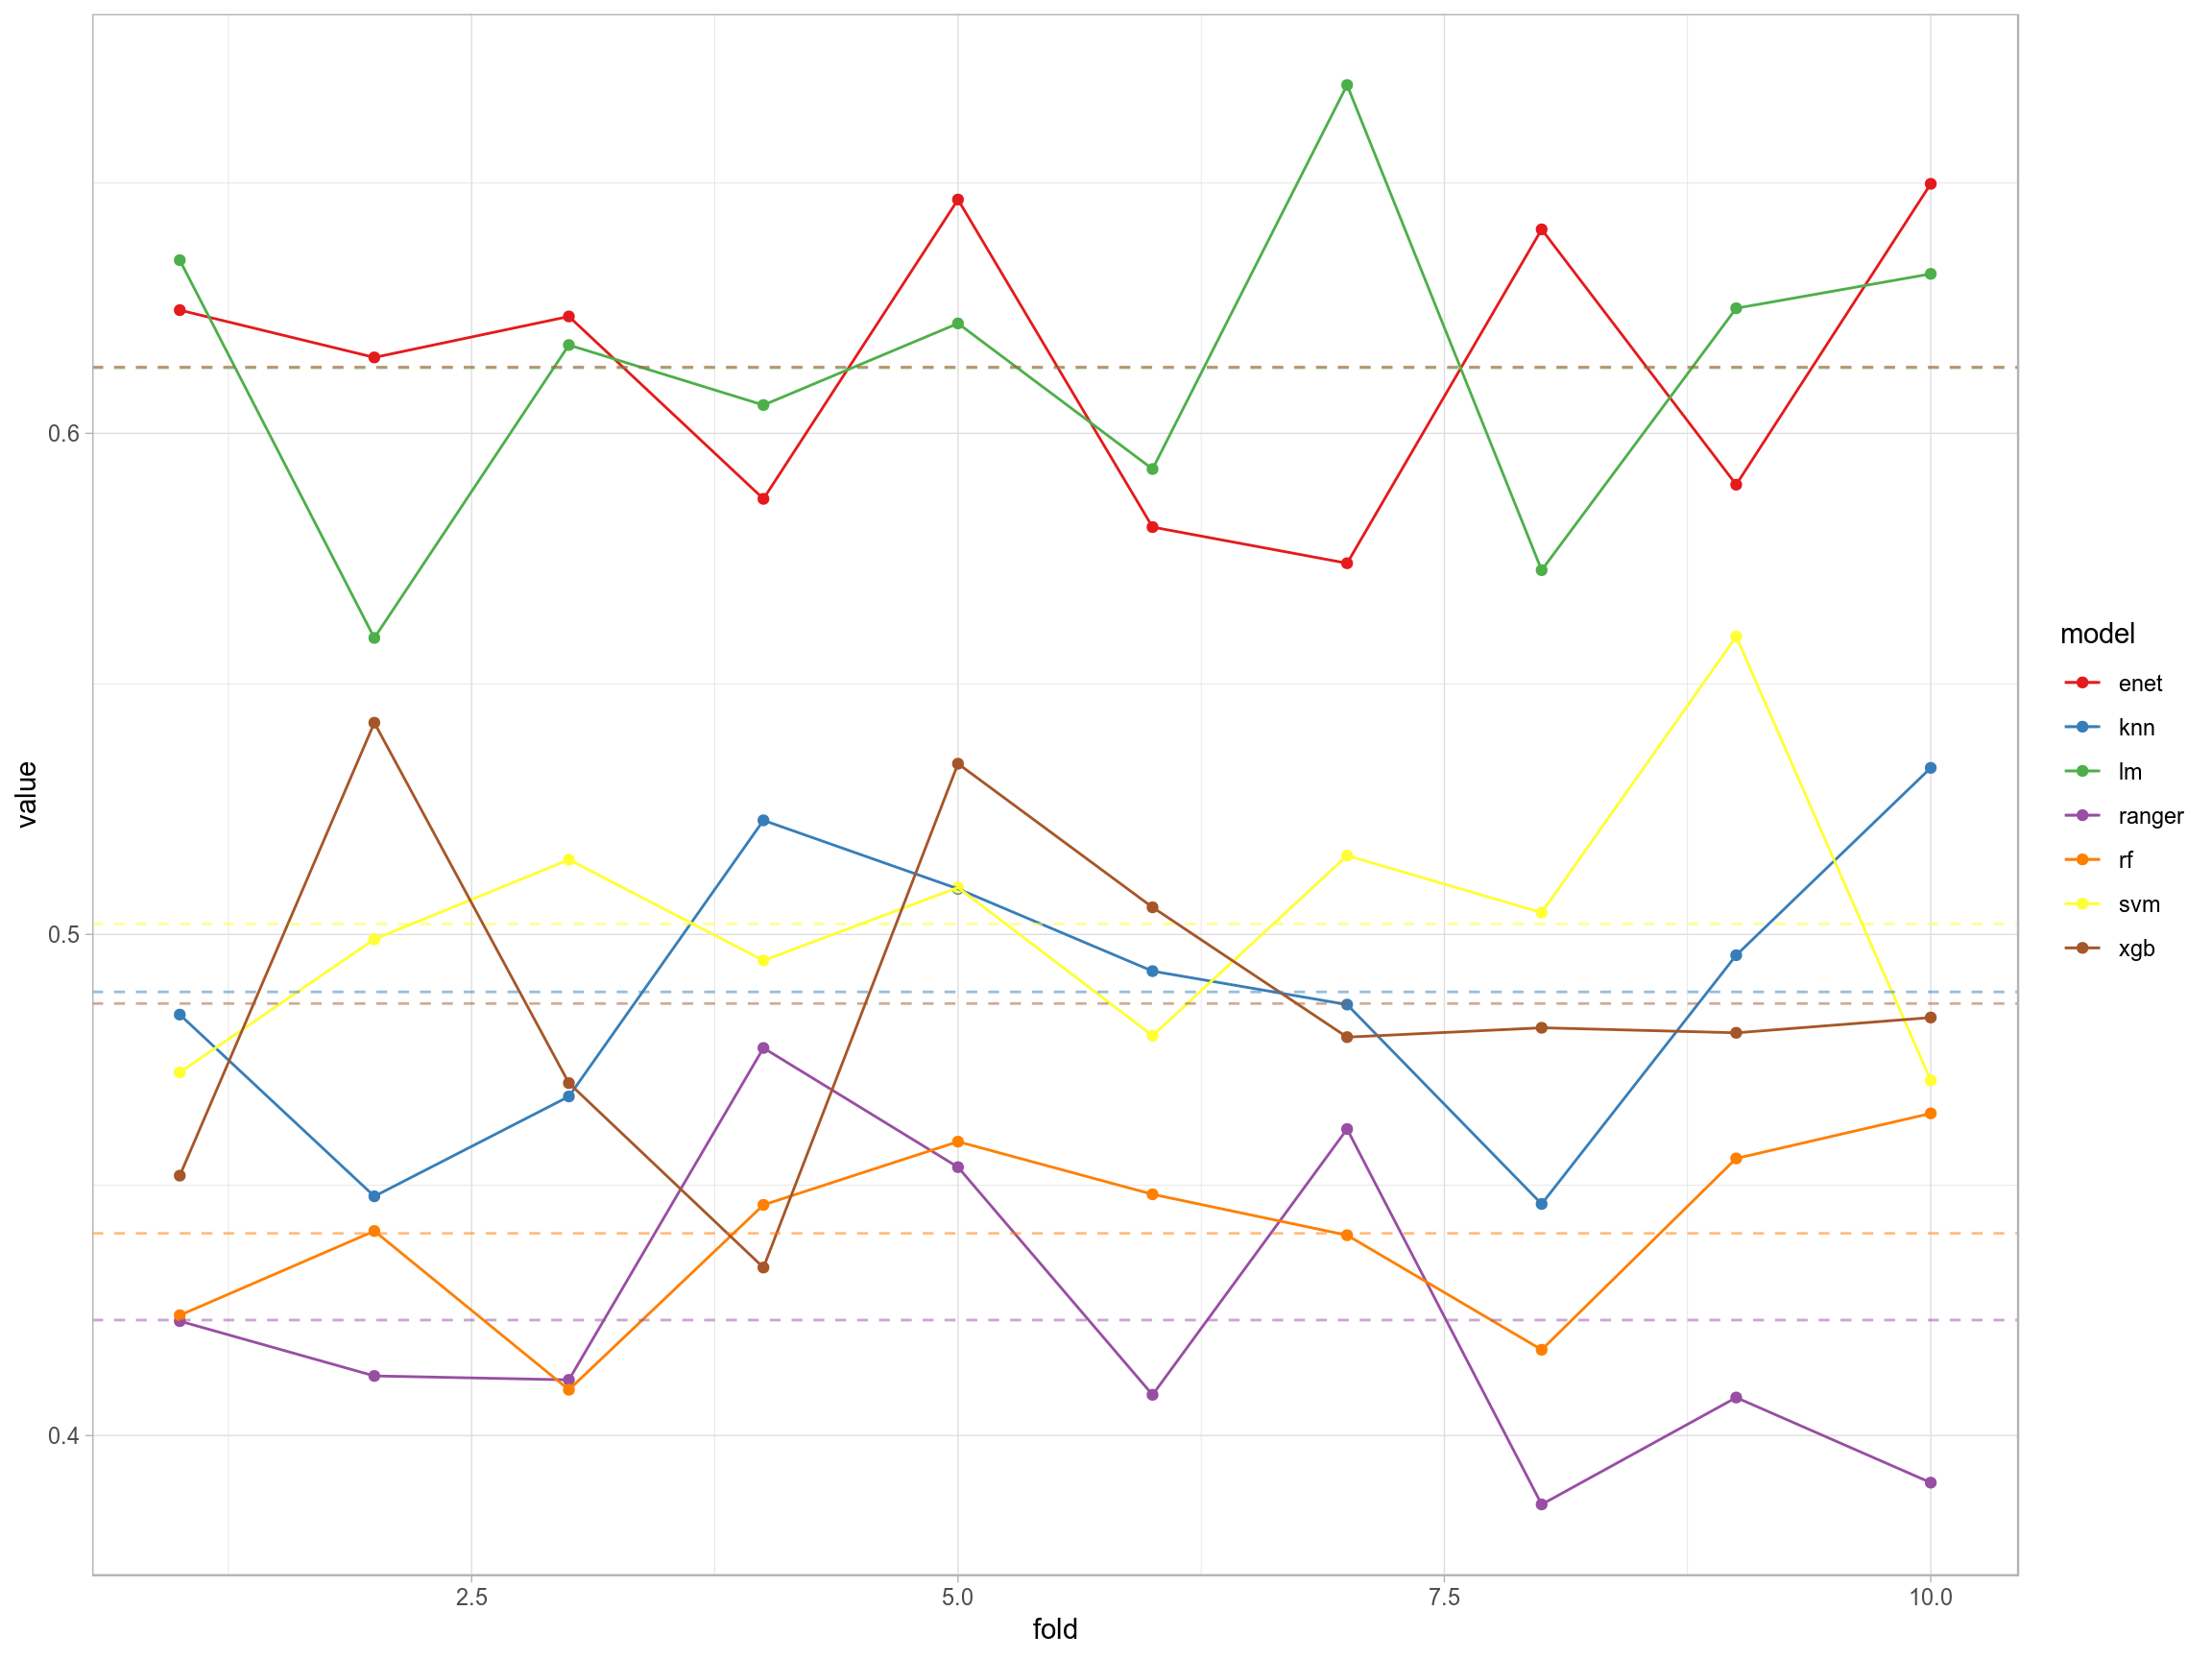 value
0.6
0.5
0.4
2.5
5.0
7.5
10.0
fold
model
enet
knn
lm
ranger
rf
svm
xgb